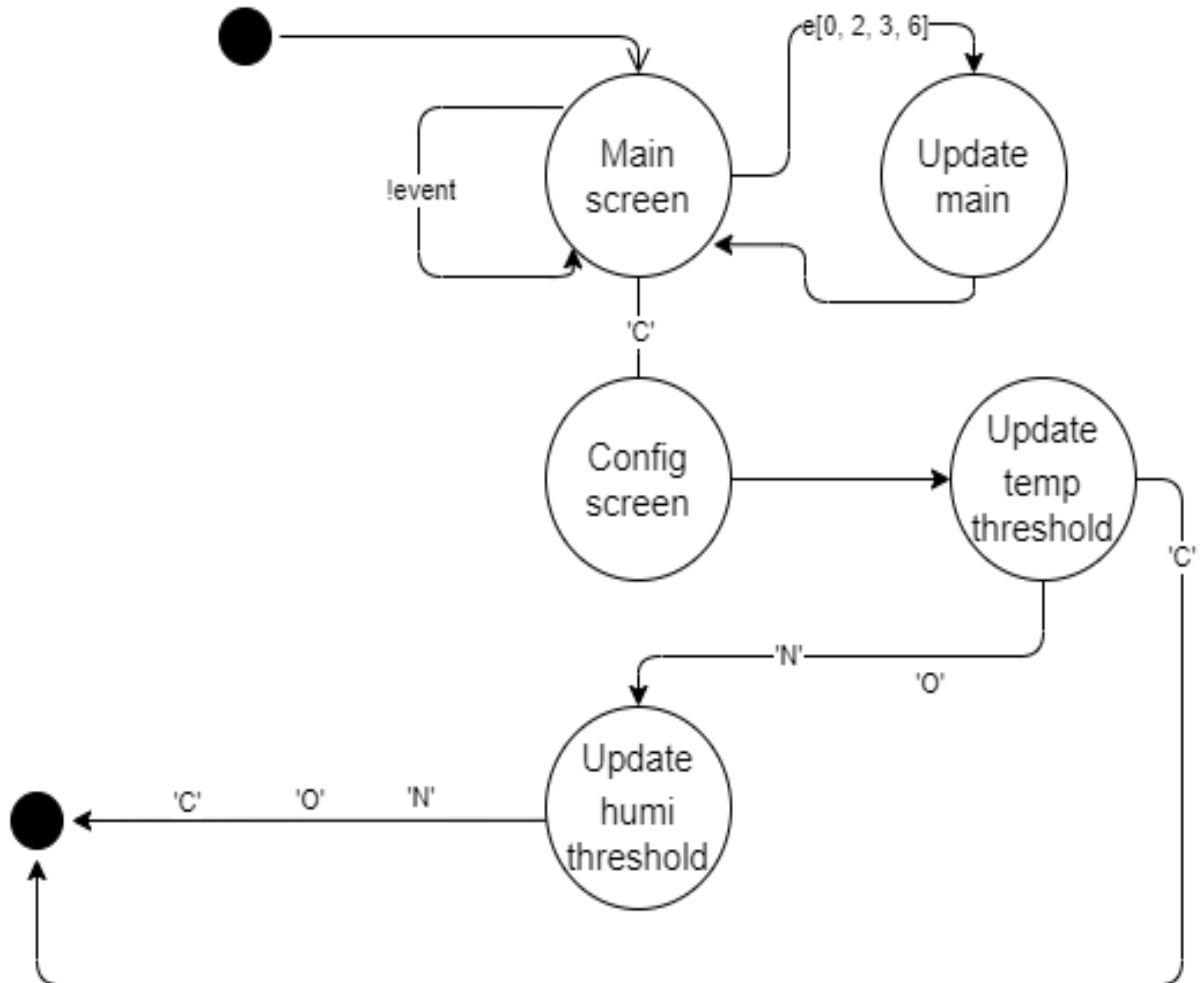 e[0, 2, 3, 6]
Main
screen
Update
main
!event
'C'
Config
screen
Update
temp
threshold
'C'
'N'
'O'
Update
humi
threshold
'C'
'O'
'N'